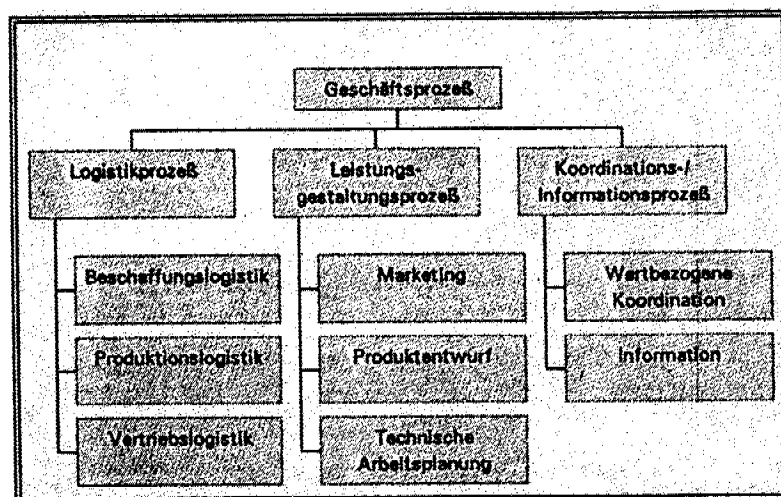 Geschäftsprozeß
Logistikprozeß
Leistungs-
gestaltungsprozeß
Koordinations-/
Informationsprozeß
Beschaffungslogistik
Produktionslogistik
Vertriebslogistik
Marketing
Produktentwurf
Technische
Arbeitsplanung
Wertbezogene
Koordination
Information